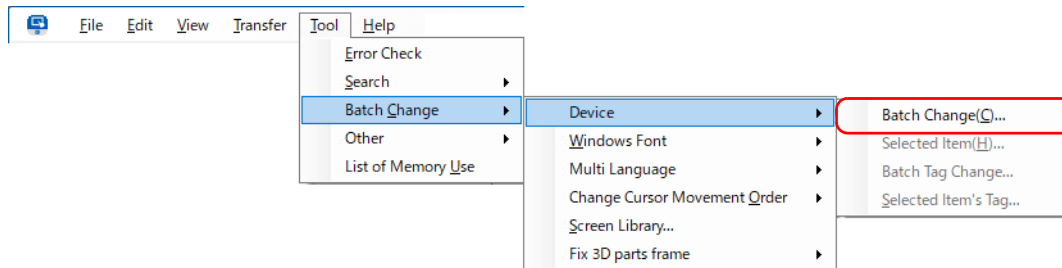 File Edit View Transfer Tool Help
Error Check
Search
Batch Change
Other
List of Memory Use
Device
Windows Font
Multi Language
Change Cursor Movement Order
Screen Library...
Fix 3D parts frame
Batch Change(C)...
Selected Item(H)...
Batch Tag Change...
Selected Item's Tag...